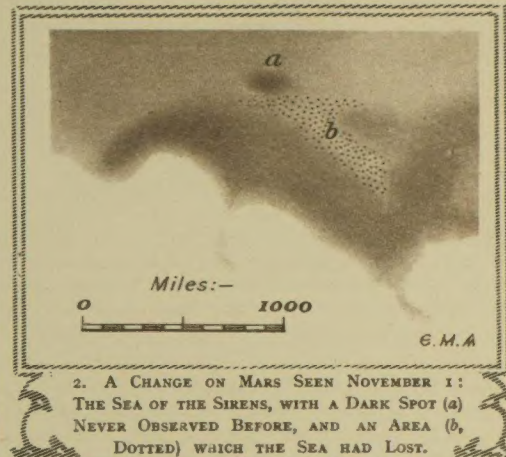 a
b
Miles:—
0 1000
E.M.A
2. A CHANGE ON MARS SEEN NOVEMBER 1:
THE SEA OF THE SIRENS, WITH A DARK SPOT (a)
NEVER OBSERVED BEFORE, AND AN AREA (b,
DOTTED) WHICH THE SEA HAD LOST.